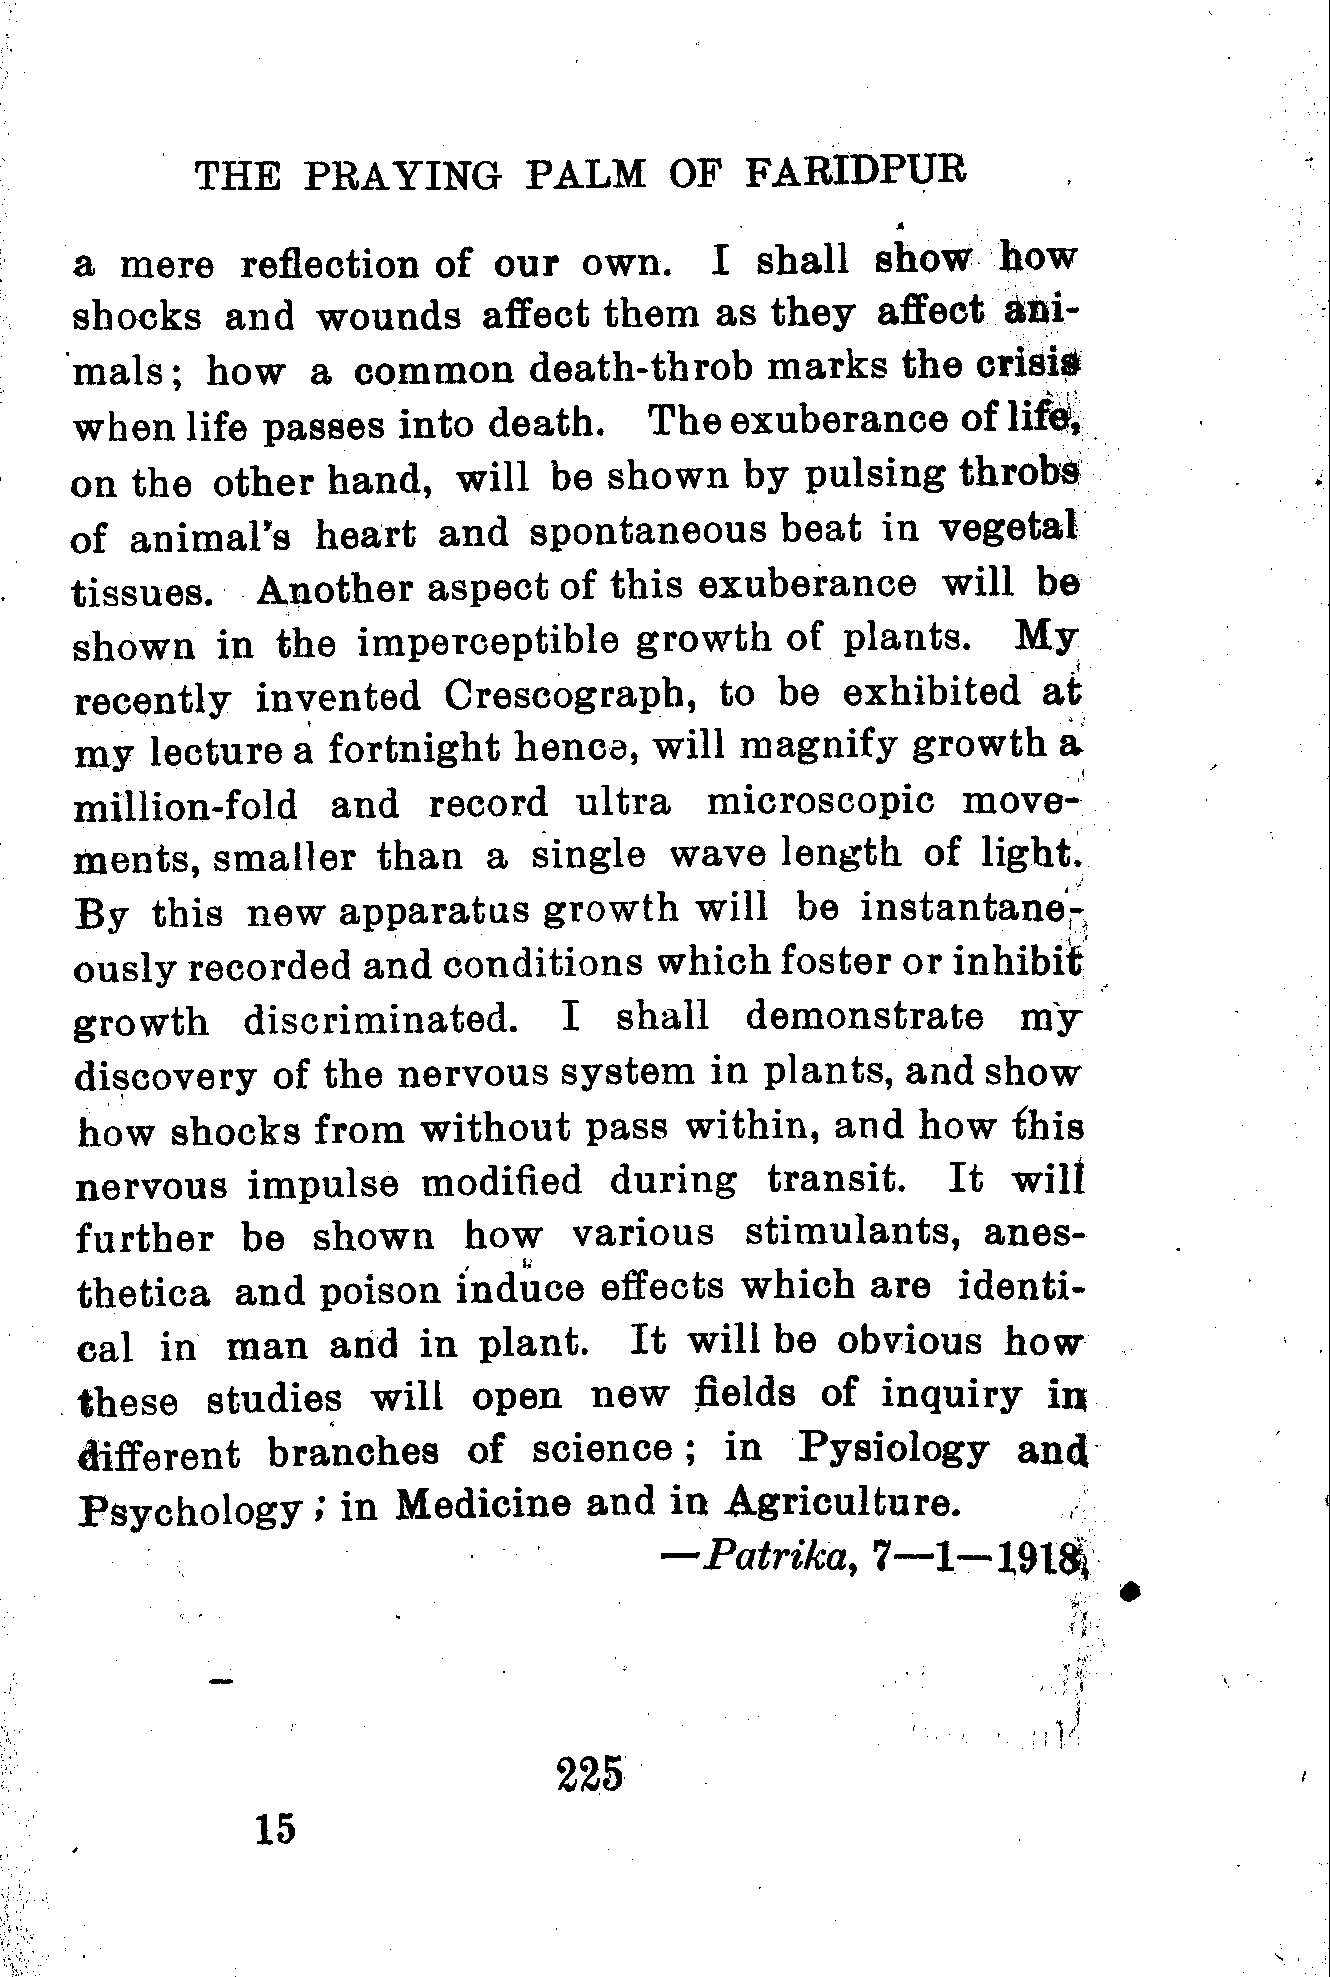 THE PRAYING PALM OF FARIDPUR
a mere reflection of our own. I shall show how
shocks and wounds affect them as they affect ani-
mals; how a common death-throb marks the crisis
when life passes into death. The exuberance of life,
on the other hand, will be shown by pulsing throbs
of animal's heart and spontaneous beat in vegetal
tissues. Another aspect of this exuberance will be
shown in the imperceptible growth of plants. My
recently invented Crescograph, to be exhibited at
my lecture a fortnight hence, will magnify growth a
million-fold and record ultra microscopic move-
ments, smaller than a single wave length of light.
By this new apparatus growth will be instantane-
ously recorded and conditions which foster or inhibit
growth discriminated. I shall demonstrate my
discovery of the nervous system in plants, and show
how shocks from without pass within, and how this
nervous impulse modified during transit. It will
further be shown how various stimulants, anes-
thetica and poison induce effects which are identi-
cal in man and in plant. It will be obvious how
these studies will open new fields of inquiry in
different branches of science; in Pysiology and
Psychology; in Medicine and in Agriculture.
—Patrika, 7—1—1918.
225
15